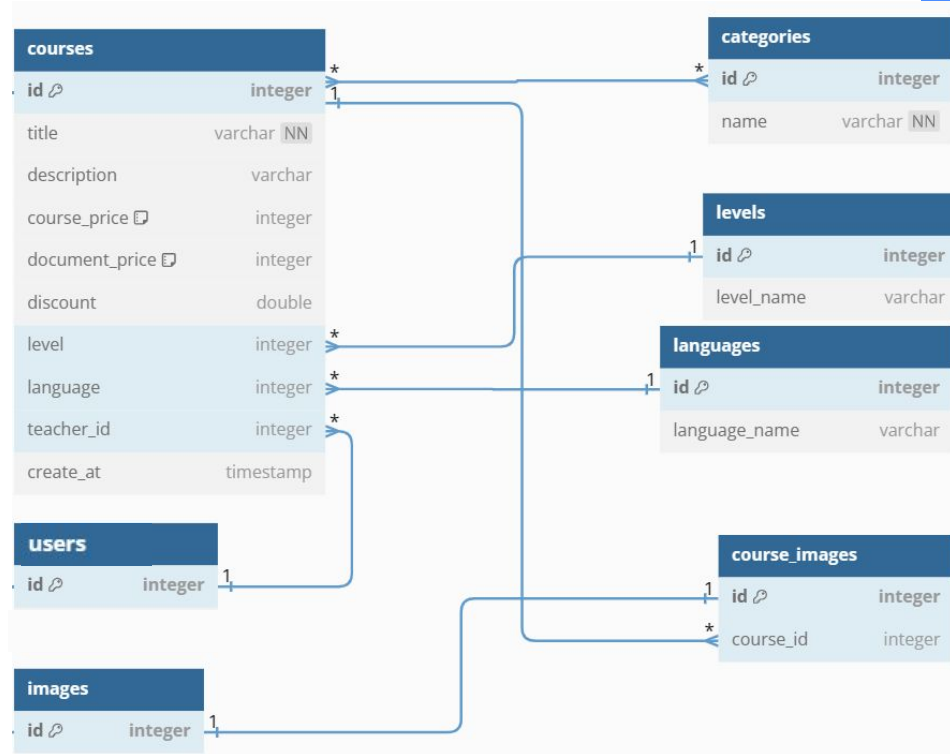 courses
id integer
title varchar NN
description varchar
course_price integer
document_price integer
discount double
level integer
language integer
teacher_id integer
create_at timestamp
users
id integer
images
id integer
categories
id integer
name varchar NN
levels
id integer
level_name varchar
languages
id integer
language_name varchar
course_images
id integer
course_id integer
*
1
*
*
*
1
1
*
*
1
1
1
*